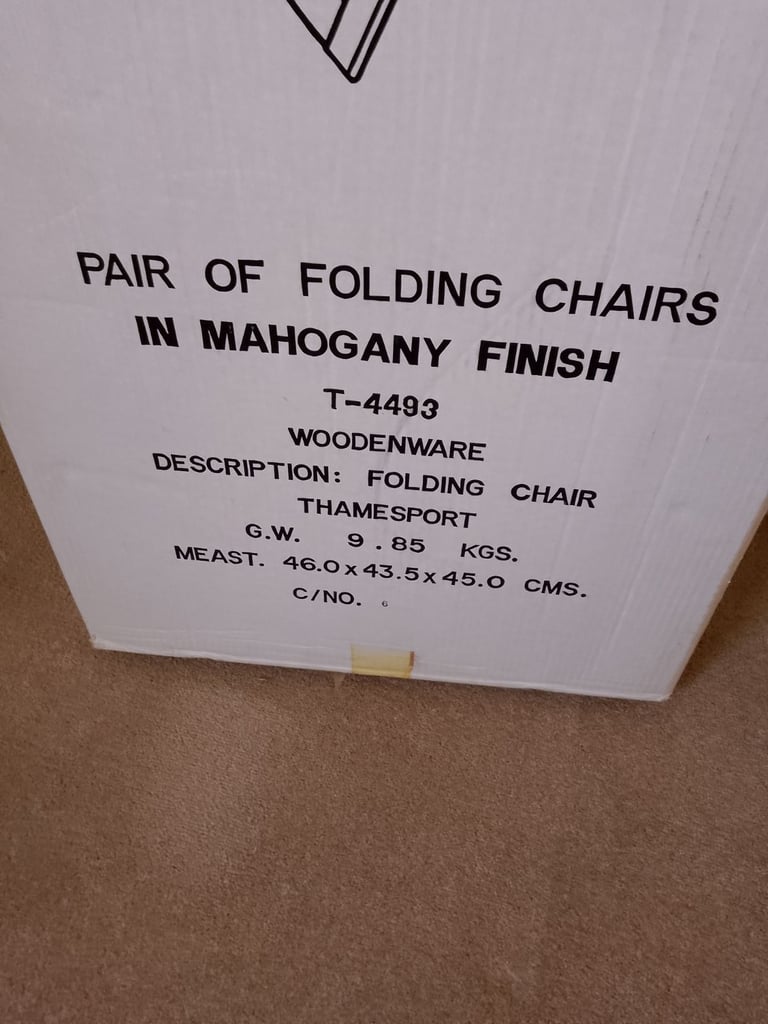 PAIR OF FOLDING CHAIRS
IN MAHOGANY FINISH
T-4493
WOODENWARE
DESCRIPTION: FOLDING CHAIR
THAMESPORT
G.W. 9.85 KGS.
MEAST. 46.0x43.5x45.0 CMS.
C/NO. 6